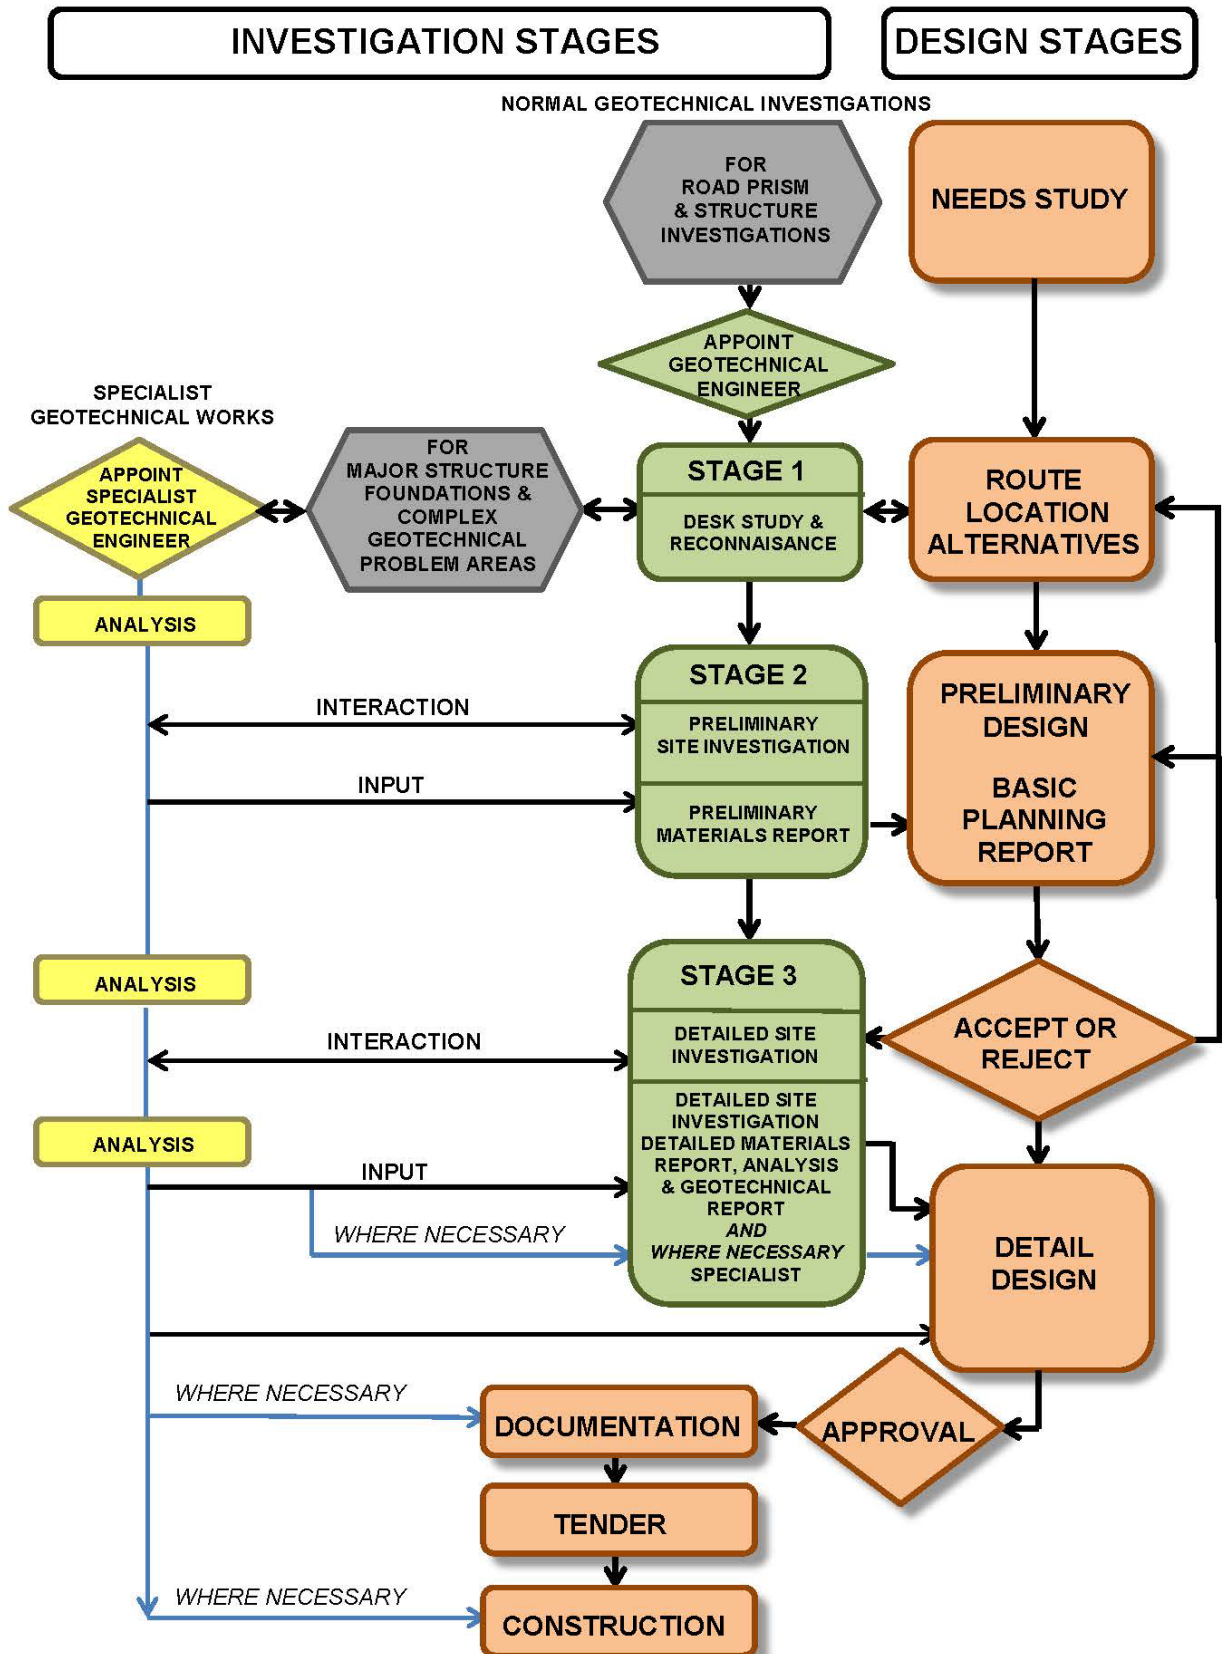 INVESTIGATION STAGES
DESIGN STAGES
NORMAL GEOTECHNICAL INVESTIGATIONS
FOR
ROAD PRISM
& STRUCTURE
INVESTIGATIONS
NEEDS STUDY
APPOINT
GEOTECHNICAL
ENGINEER
SPECIALIST
GEOTECHNICAL WORKS
APPOINT
SPECIALIST
GEOTECHNICAL
ENGINEER
FOR
MAJOR STRUCTURE
FOUNDATIONS &
COMPLEX
GEOTECHNICAL
PROBLEM AREAS
STAGE 1
DESK STUDY &
RECONNAISANCE
ROUTE
LOCATION
ALTERNATIVES
ANALYSIS
STAGE 2
PRELIMINARY
SITE INVESTIGATION
PRELIMINARY
MATERIALS REPORT
INTERACTION
INPUT
PRELIMINARY
DESIGN
BASIC
PLANNING
REPORT
ANALYSIS
STAGE 3
DETAILED SITE
INVESTIGATION
INTERACTION
ACCEPT OR
REJECT
ANALYSIS
DETAILED SITE
INVESTIGATION
DETAILED MATERIALS
REPORT, ANALYSIS
& GEOTECHNICAL
REPORT
AND
WHERE NECESSARY
SPECIALIST
INPUT
WHERE NECESSARY
DETAIL
DESIGN
WHERE NECESSARY
DOCUMENTATION
APPROVAL
TENDER
WHERE NECESSARY
CONSTRUCTION